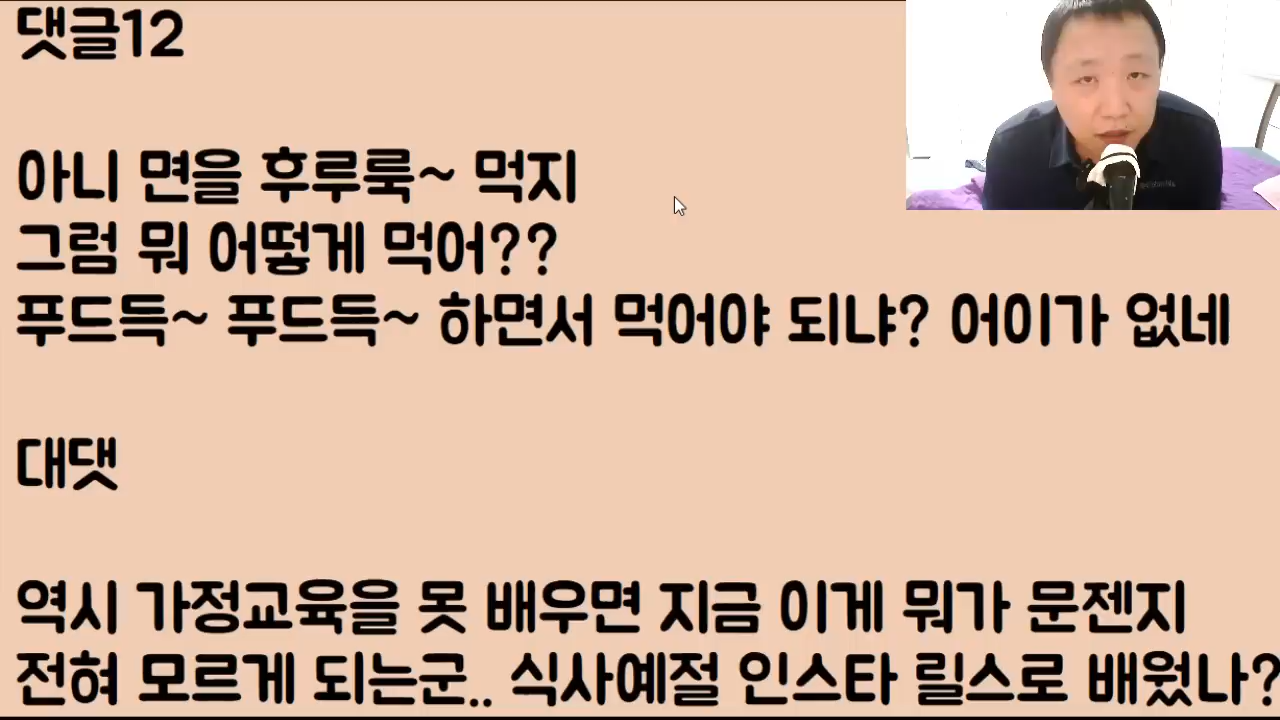 댓글12
아니 면을 후루룩~ 먹지
그럼 뭐 어떻게 먹어??
푸드득~ 푸드득~ 하면서 먹어야 되냐? 어이가 없네
대댓
역시 가정교육을 못 배우면 지금 이게 뭐가 문젠지
전혀 모르게 되는군.. 식사예절 인스타 릴스로 배웠나?